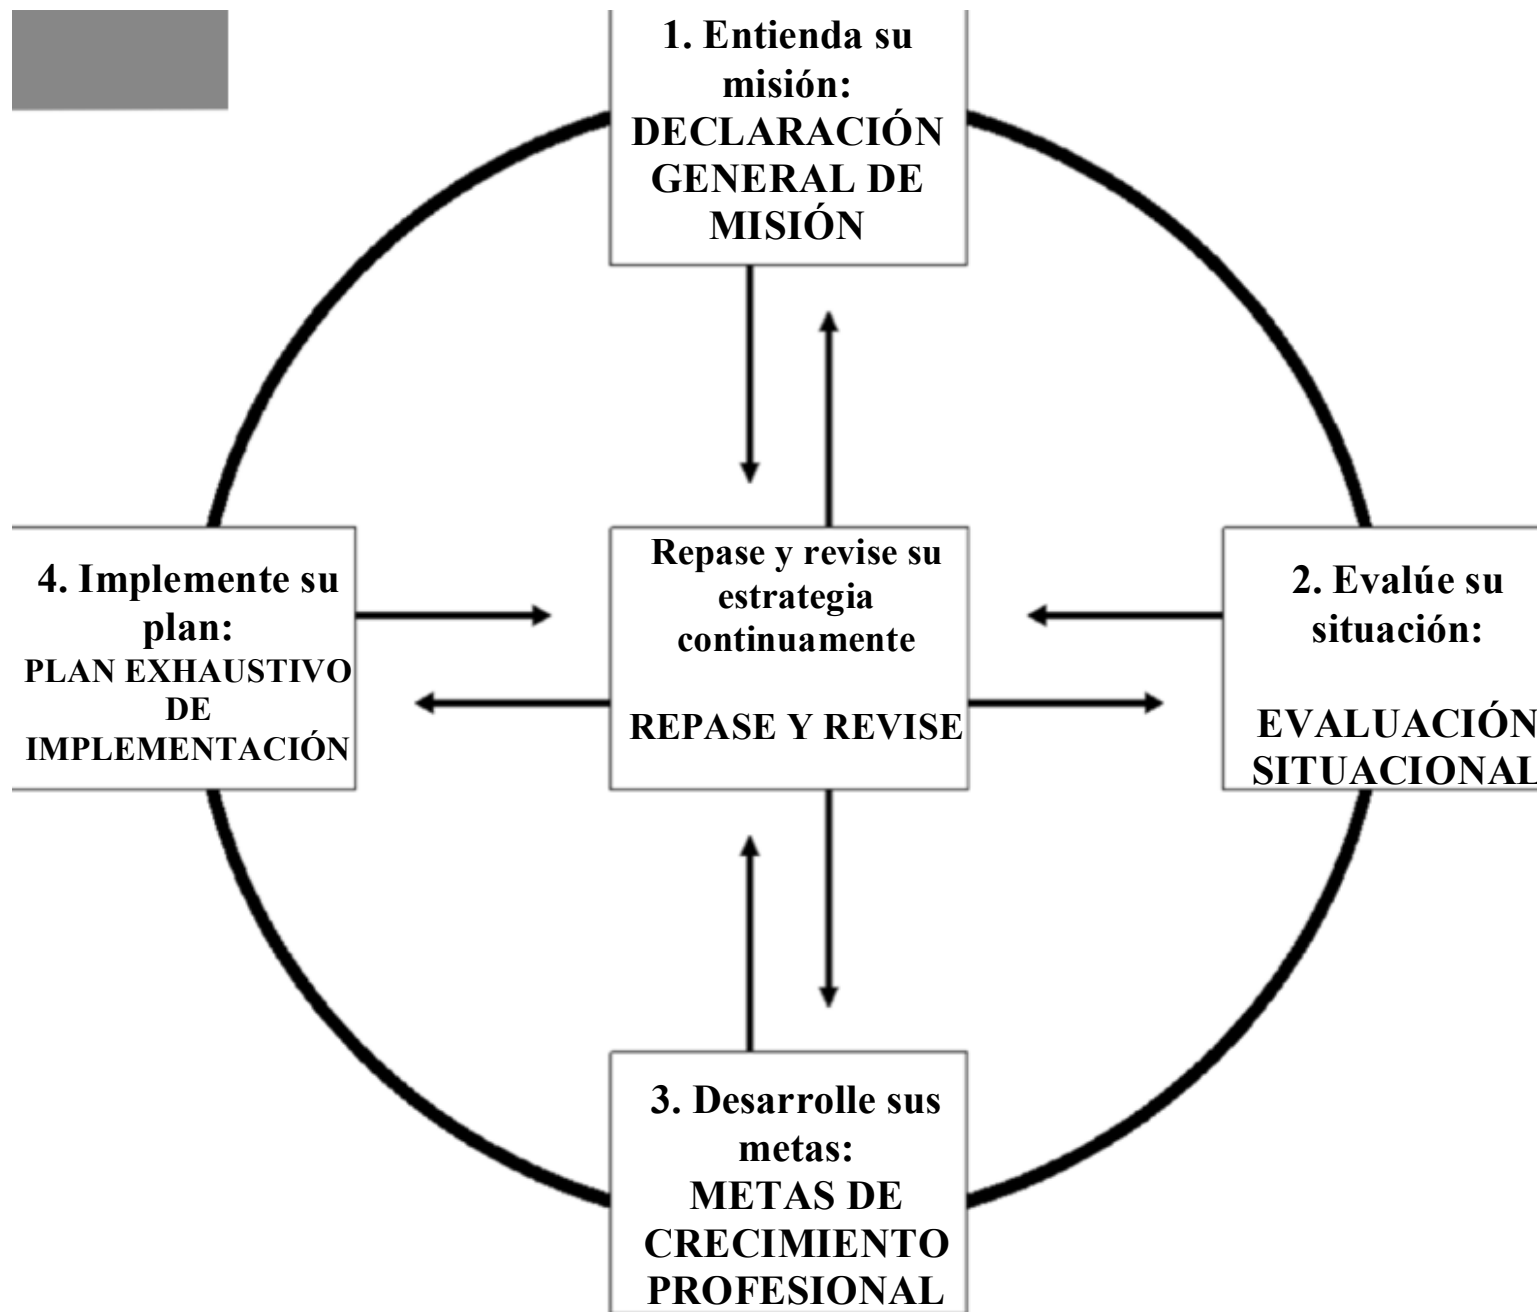 1. Entienda su
misión:
DECLARACIÓN
GENERAL DE
MISIÓN
4. Implemente su
plan:
PLAN EXHAUSTIVO
DE
IMPLEMENTACIÓN
Repase y revise su
estrategia
continuamente
REPASE Y REVISE
2. Evalúe su
situación:
EVALUACIÓN
SITUACIONAL
3. Desarrolle sus
metas:
METAS DE
CRECIMIENTO
PROFESIONAL